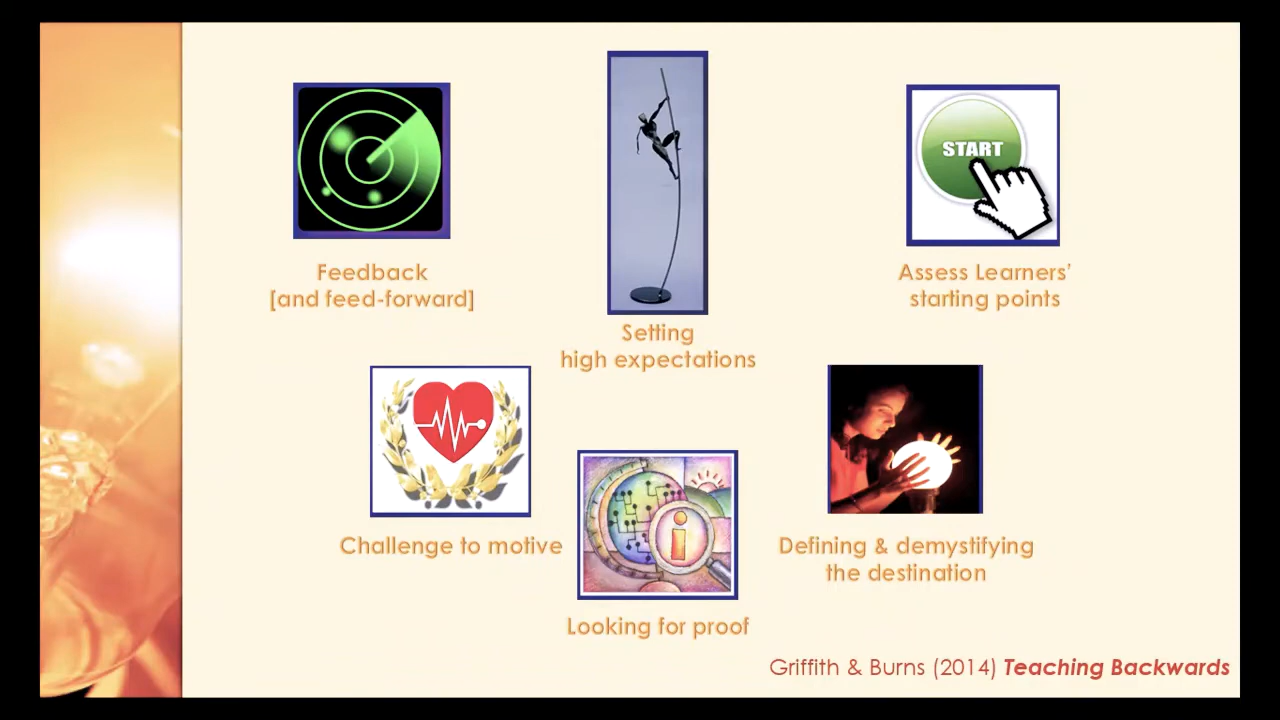 START
Feedback
[and feed-forward]
Setting
high expectations
Assess Learners’
starting points
Challenge to motive
Looking for proof
Defining & demystifying
the destination
Griffith & Burns (2014) Teaching Backwards